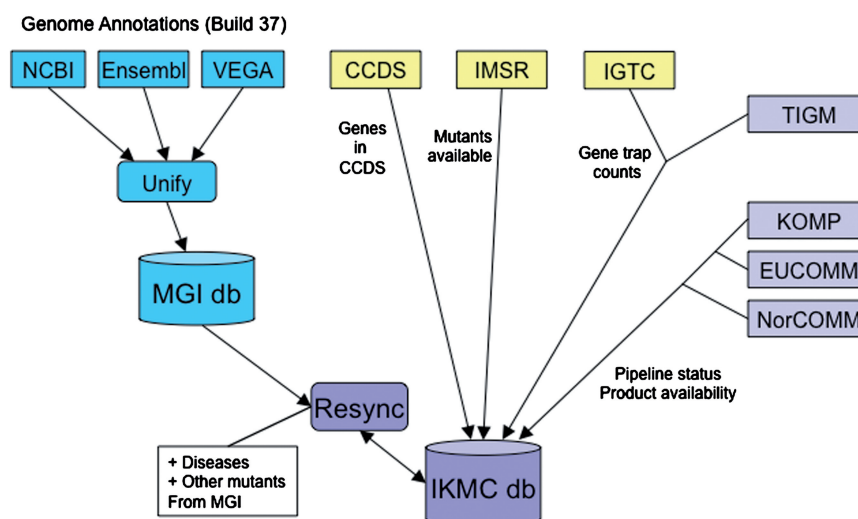 Genome Annotations (Build 37)
NCBI
Ensembl
VEGA
CCDS
IMSR
IGTC
TIGM
Genes
in
CCDS
Mutants
available
Gene trap
counts
Unify
KOMP
EUCOMM
NorCOMM
MGI db
Pipeline status
Product availability
Resync
+ Diseases
+ Other mutants
From MGI
IKMC db